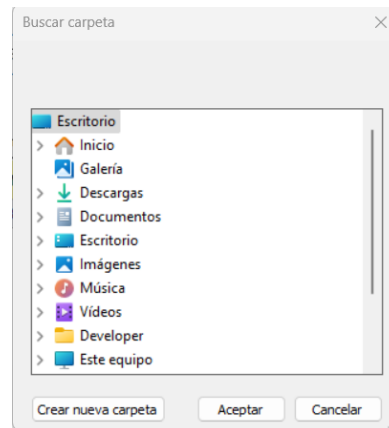 Buscar carpeta
Escritorio
Inicio
Galería
Descargas
Documentos
Escritorio
Imágenes
Música
Vídeos
Developer
Este equipo
Crear nueva carpeta Aceptar Cancelar